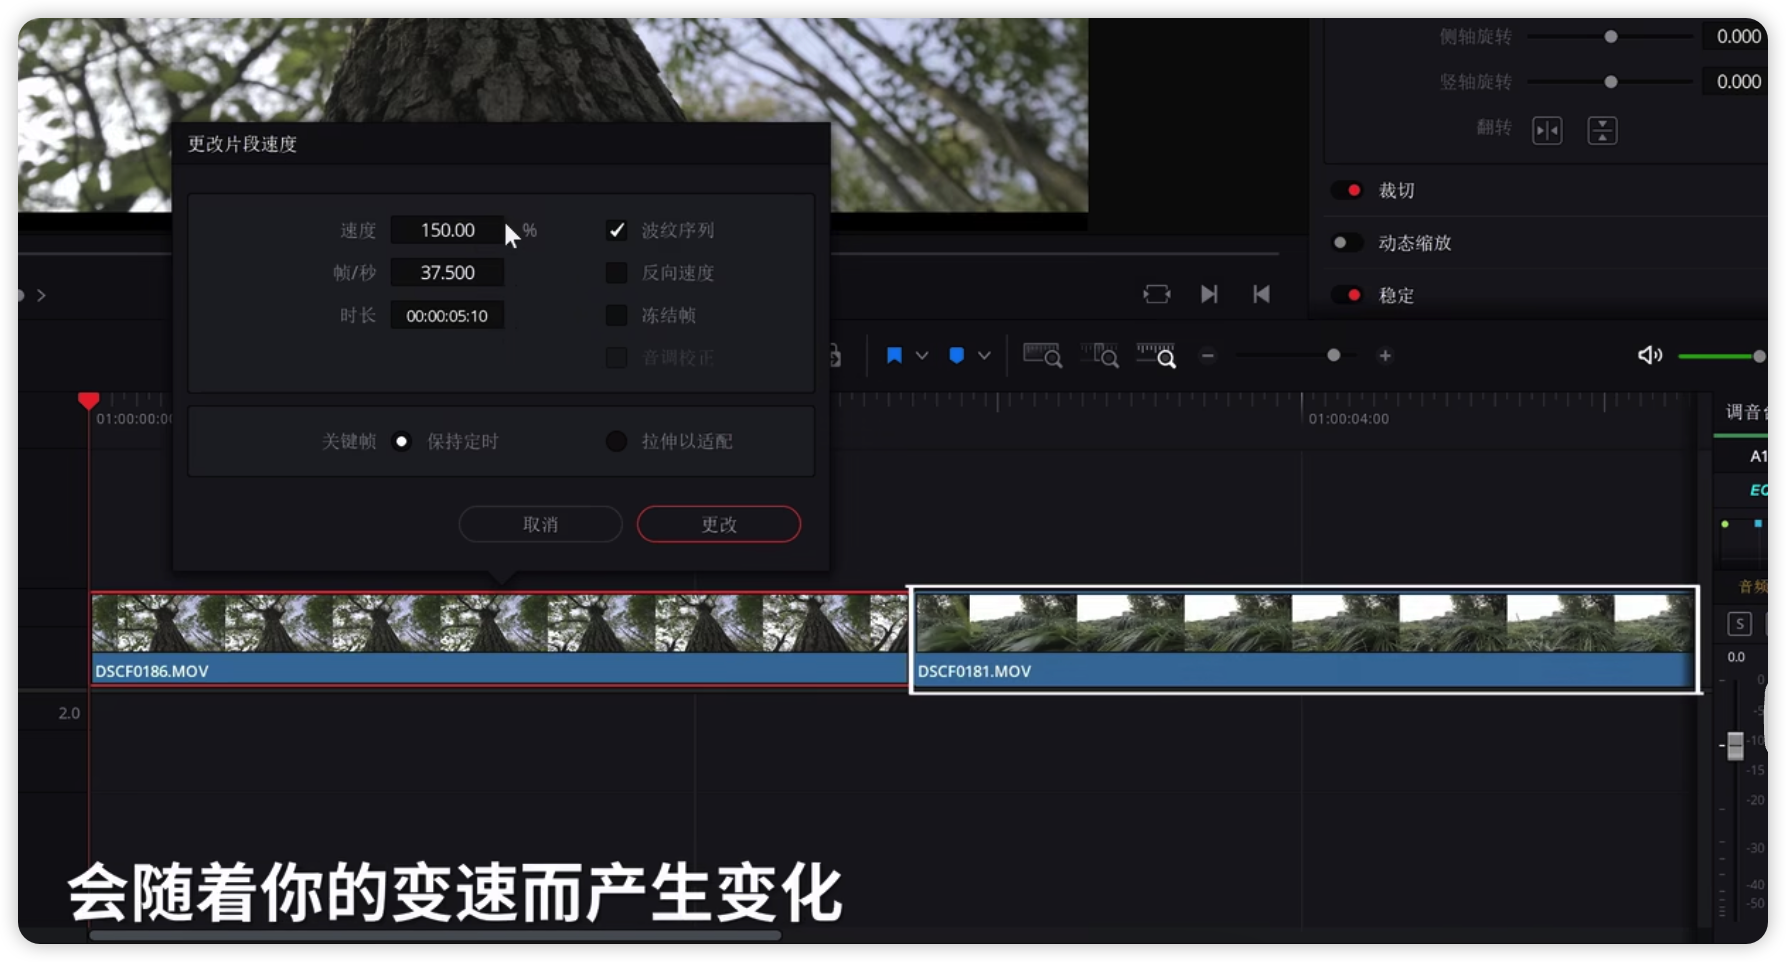 侧轴旋转 0.000
竖轴旋转 0.000
翻转
更改片段速度
裁切
速度 150.00 % 波纹序列
动态缩放
帧/秒 37.500 反向速度
稳定
时长 00:00:05:10 冻结帧
音调校正
01:00:00:00
01:00:04:00
调音
关键帧 保持定时 拉伸以适配
A1
EQ
取消 更改
音频
S
DSCF0186.MOV DSCF0181.MOV
0.0
0
-5
2.0
-10
-15
-20
-30
-40
-50
会随着你的变速而产生变化